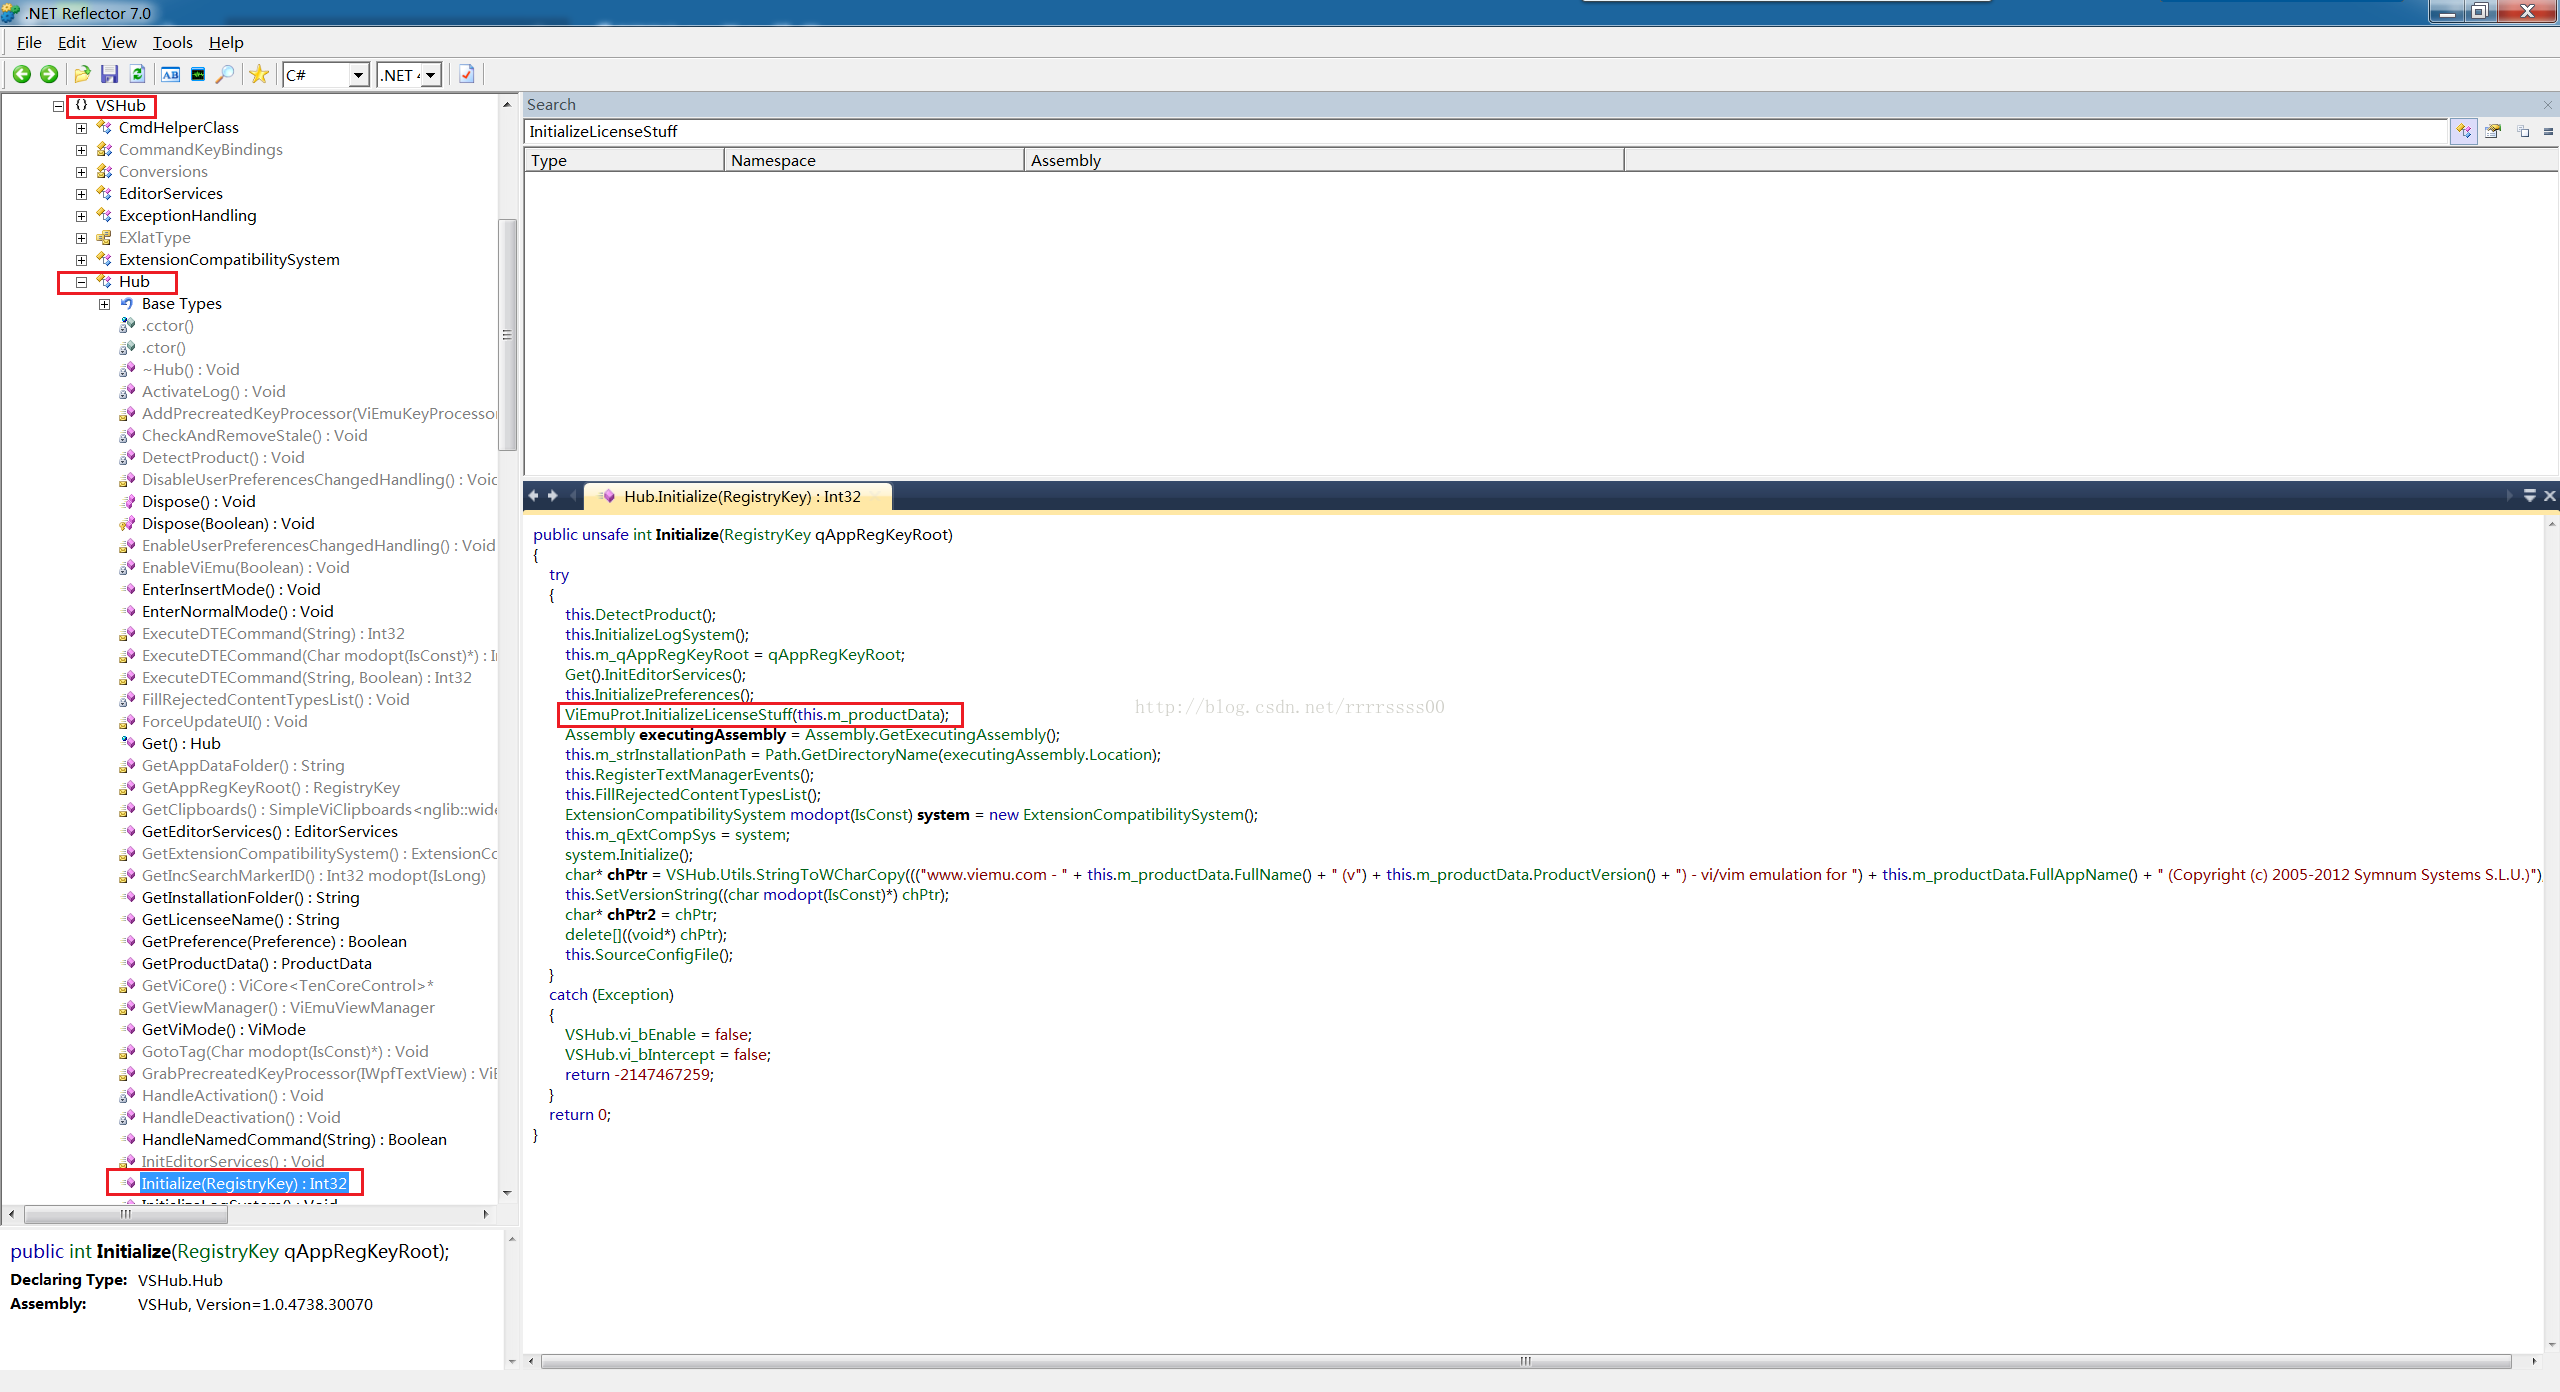 .NET Reflector 7.0
File Edit View Tools Help
C# .NET 4
VSHub
CmdHelperClass
CommandKeyBindings
Conversions
EditorServices
ExceptionHandling
EXlatType
ExtensionCompatibilitySystem
Hub
Base Types
.cctor()
.ctor()
~Hub() : Void
ActivateLog() : Void
AddPrecreatedKeyProcessor(ViEmuKeyProcessor
CheckAndRemoveStale() : Void
DetectProduct() : Void
DisableUserPreferencesChangedHandling() : Void
Dispose() : Void
Dispose(Boolean) : Void
EnableUserPreferencesChangedHandling() : Void
EnableViEmu(Boolean) : Void
EnterInsertMode() : Void
EnterNormalMode() : Void
ExecuteDTECommand(String) : Int32
ExecuteDTECommand(Char modopt(IsConst)*) : I
ExecuteDTECommand(String, Boolean) : Int32
FillRejectedContentTypesList() : Void
ForceUpdateUI() : Void
Get() : Hub
GetAppDataFolder() : String
GetAppRegKeyRoot() : RegistryKey
GetClipboards() : SimpleViClipboards<nglib::wide
GetEditorServices() : EditorServices
GetExtensionCompatibilitySystem() : ExtensionCo
GetIncSearchMarkerID() : Int32 modopt(IsLong)
GetInstallationFolder() : String
GetLicenseeName() : String
GetPreference(Preference) : Boolean
GetProductData() : ProductData
GetViCore() : ViCore<TenCoreControl>*
GetViewManager() : ViEmuViewManager
GetViMode() : ViMode
GotoTag(Char modopt(IsConst)*) : Void
GrabPrecreatedKeyProcessor(IWpfTextView) : ViE
HandleActivation() : Void
HandleDeactivation() : Void
HandleNamedCommand(String) : Boolean
InitEditorServices() : Void
Initialize(RegistryKey) : Int32
InitializeLogSystem() : Void
public int Initialize(RegistryKey qAppRegKeyRoot);
Declaring Type: VSHub.Hub
Assembly: VSHub, Version=1.0.4738.30070
Search
InitializeLicenseStuff
Type Namespace Assembly
Hub.Initialize(RegistryKey) : Int32
public unsafe int Initialize(RegistryKey qAppRegKeyRoot)
{
try
{
this.DetectProduct();
this.InitializeLogSystem();
this.m_qAppRegKeyRoot = qAppRegKeyRoot;
Get().InitEditorServices();
this.InitializePreferences();
ViEmuProt.InitializeLicenseStuff(this.m_productData);
http://blog.csdn.net/rrrrssss00
Assembly executingAssembly = Assembly.GetExecutingAssembly();
this.m_strInstallationPath = Path.GetDirectoryName(executingAssembly.Location);
this.RegisterTextManagerEvents();
this.FillRejectedContentTypesList();
ExtensionCompatibilitySystem modopt(IsConst) system = new ExtensionCompatibilitySystem();
this.m_qExtCompSys = system;
system.Initialize();
char* chPtr = VSHub.Utils.StringToWCharCopy((("www.viemu.com - " + this.m_productData.FullName() + " (v") + this.m_productData.ProductVersion() + ") - vi/vim emulation for ") + this.m_productData.FullAppName() + " (Copyright (c) 2005-2012 Symnum Systems S.L.U.)")
this.SetVersionString((char modopt(IsConst)*) chPtr);
char* chPtr2 = chPtr;
delete[]((void*) chPtr);
this.SourceConfigFile();
}
catch (Exception)
{
VSHub.vi_bEnable = false;
VSHub.vi_bIntercept = false;
return -2147467259;
}
return 0;
}